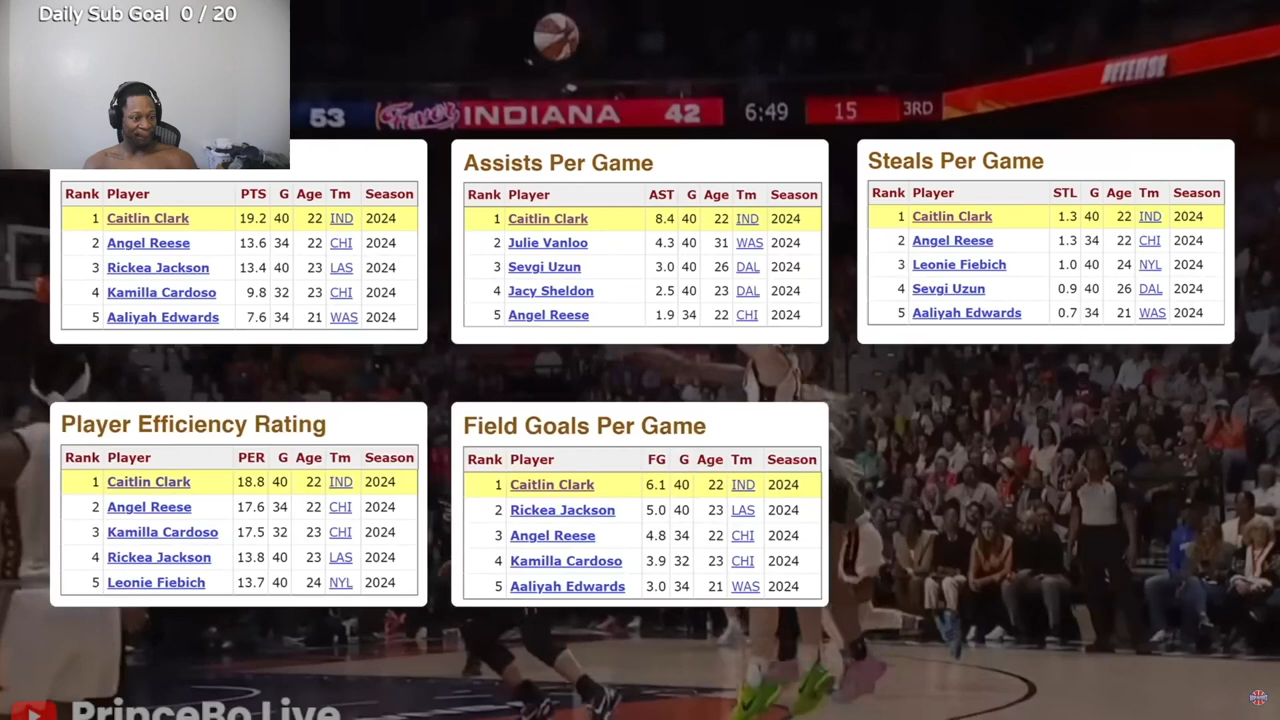 Daily Sub Goal 0 / 20
53 Fever INDIANA 42 6:49 15 3RD
DEFENSE
Rank Player PTS G Age Tm Season
1 Caitlin Clark 19.2 40 22 IND 2024
2 Angel Reese 13.6 34 22 CHI 2024
3 Rickea Jackson 13.4 40 23 LAS 2024
4 Kamilla Cardoso 9.8 32 23 CHI 2024
5 Aaliyah Edwards 7.6 34 21 WAS 2024
Assists Per Game
Rank Player AST G Age Tm Season
1 Caitlin Clark 8.4 40 22 IND 2024
2 Julie Vanloo 4.3 40 31 WAS 2024
3 Sevgi Uzun 3.0 40 26 DAL 2024
4 Jacy Sheldon 2.5 40 23 DAL 2024
5 Angel Reese 1.9 34 22 CHI 2024
Steals Per Game
Rank Player STL G Age Tm Season
1 Caitlin Clark 1.3 40 22 IND 2024
2 Angel Reese 1.3 34 22 CHI 2024
3 Leonie Fiebich 1.0 40 24 NYL 2024
4 Sevgi Uzun 0.9 40 26 DAL 2024
5 Aaliyah Edwards 0.7 34 21 WAS 2024
Player Efficiency Rating
Rank Player PER G Age Tm Season
1 Caitlin Clark 18.8 40 22 IND 2024
2 Angel Reese 17.6 34 22 CHI 2024
3 Kamilla Cardoso 17.5 32 23 CHI 2024
4 Rickea Jackson 13.8 40 23 LAS 2024
5 Leonie Fiebich 13.7 40 24 NYL 2024
Field Goals Per Game
Rank Player FG G Age Tm Season
1 Caitlin Clark 6.1 40 22 IND 2024
2 Rickea Jackson 5.0 40 23 LAS 2024
3 Angel Reese 4.8 34 22 CHI 2024
4 Kamilla Cardoso 3.9 32 23 CHI 2024
5 Aaliyah Edwards 3.0 34 21 WAS 2024
PrinceBo Live